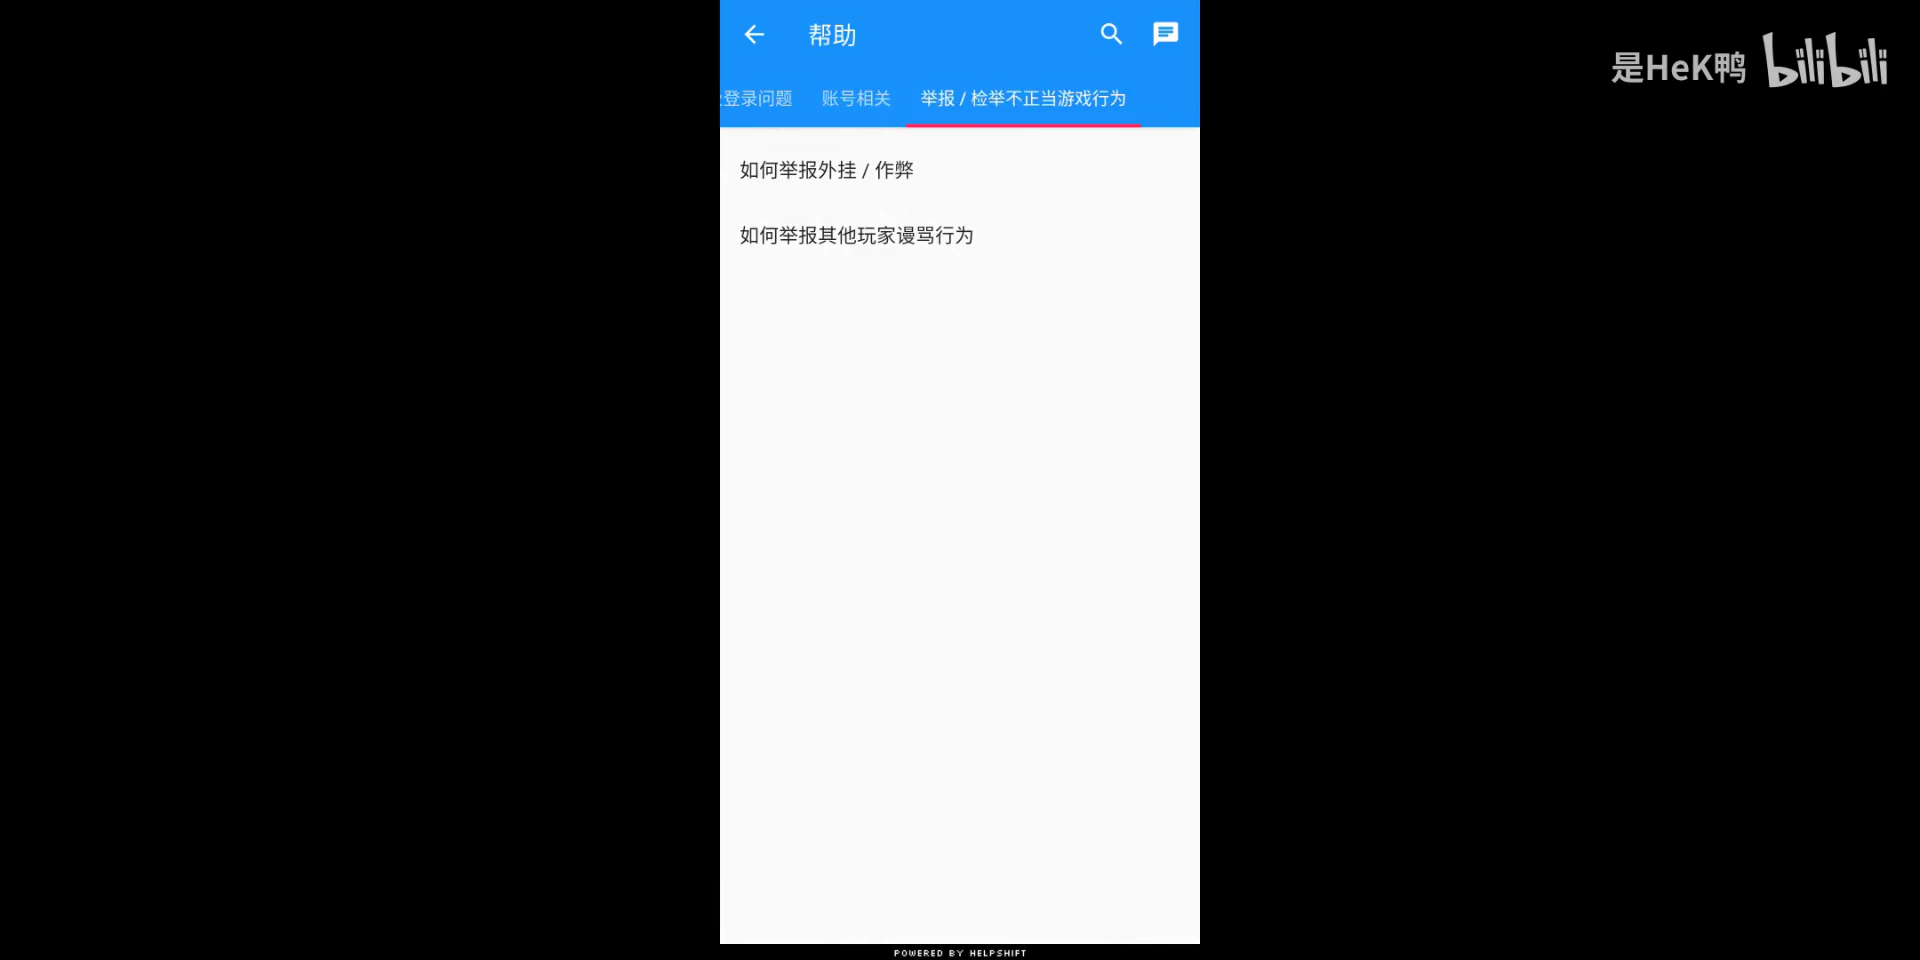 帮助
是HeK鸭 bilibili
登录问题 账号相关 举报 / 检举不正当游戏行为
如何举报外挂 / 作弊
如何举报其他玩家谩骂行为
POWERED BY HELPSHIFT